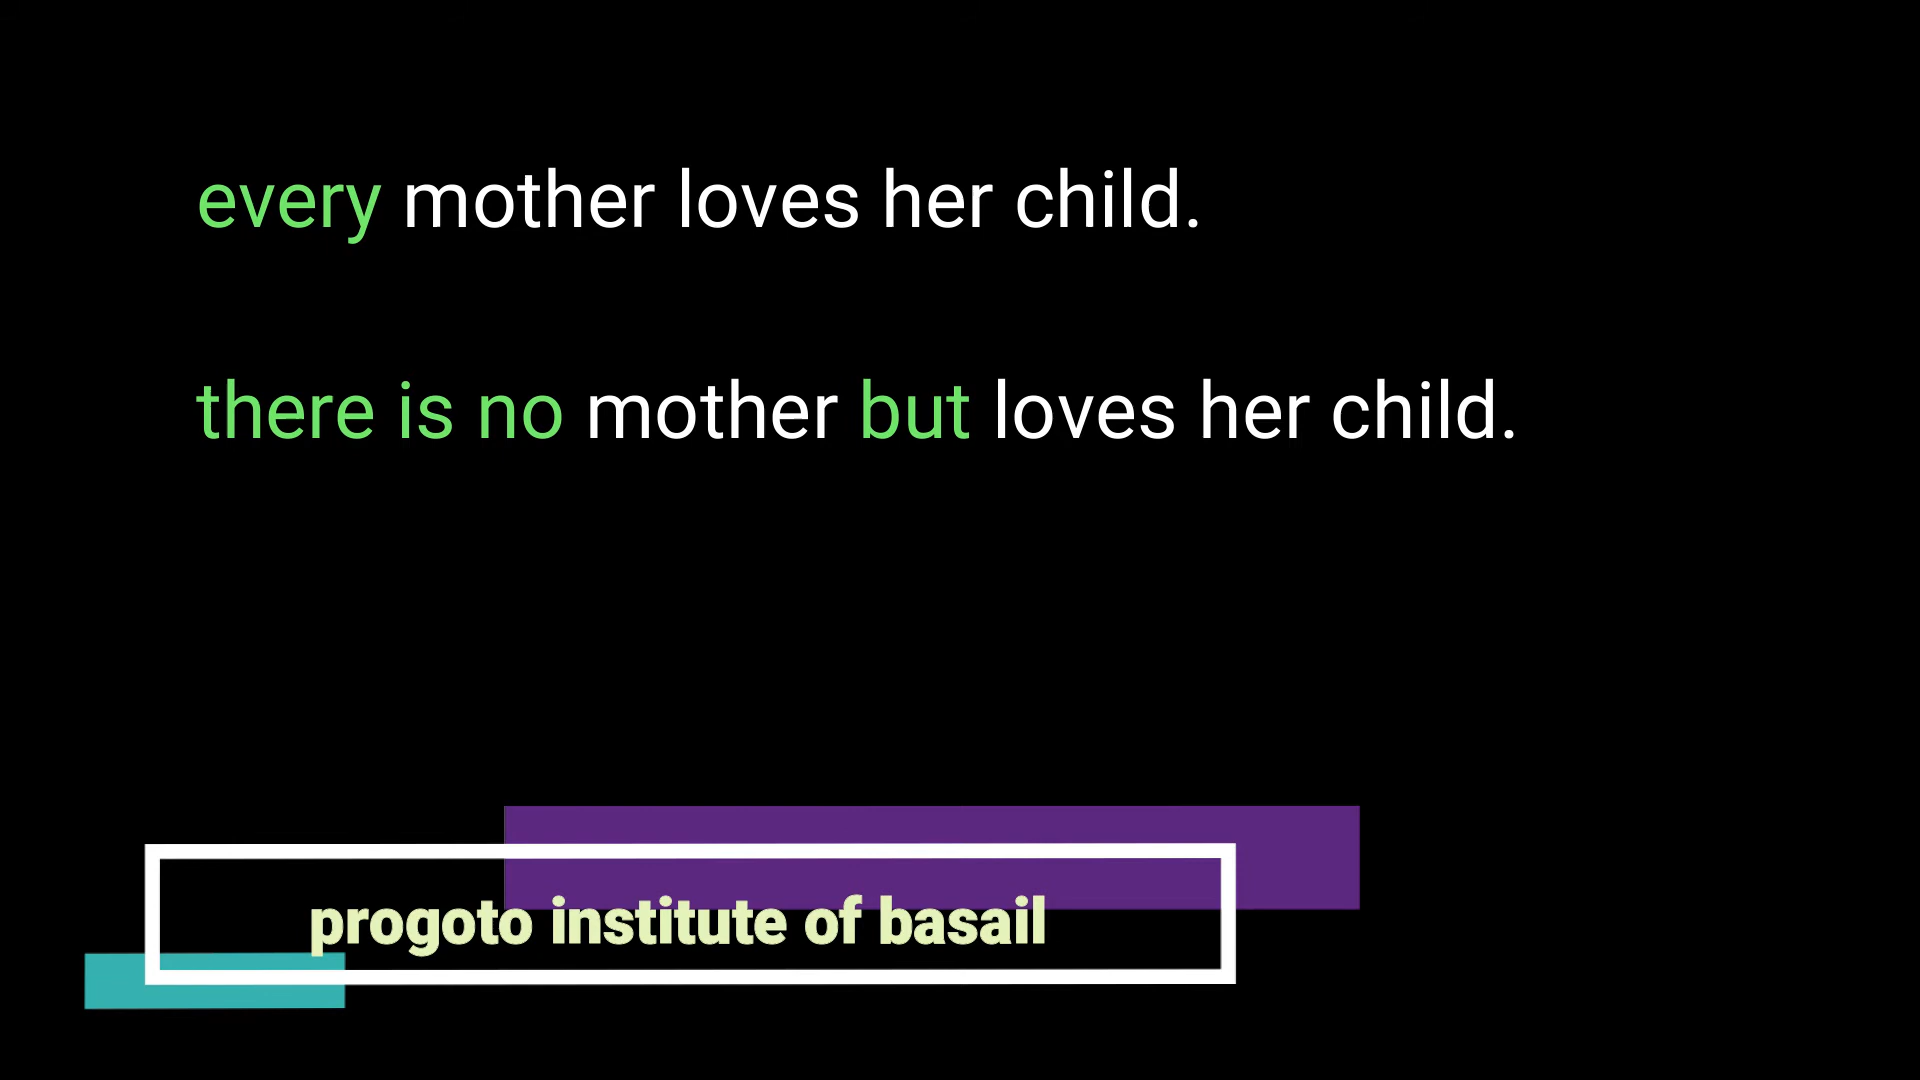 every mother loves her child.
there is no mother but loves her child.
progoto institute of basail